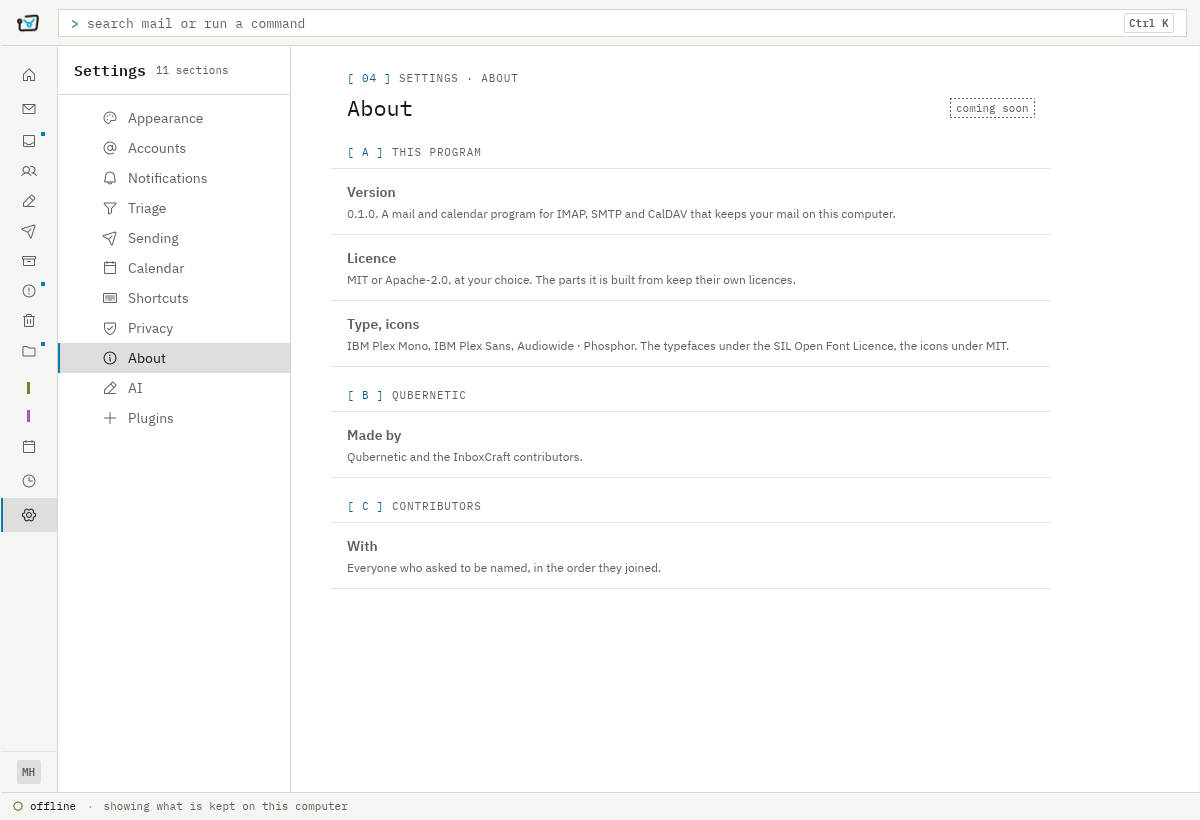 > search mail or run a command
Ctrl K
Settings 11 sections
Appearance
Accounts
Notifications
Triage
Sending
Calendar
Shortcuts
Privacy
About
AI
Plugins
[ 04 ] SETTINGS · ABOUT
About
coming soon
[ A ] THIS PROGRAM
Version
0.1.0. A mail and calendar program for IMAP, SMTP and CalDAV that keeps your mail on this computer.
Licence
MIT or Apache-2.0, at your choice. The parts it is built from keep their own licences.
Type, icons
IBM Plex Mono, IBM Plex Sans, Audiowide · Phosphor. The typefaces under the SIL Open Font Licence, the icons under MIT.
[ B ] QUBERNETIC
Made by
Qubernetic and the InboxCraft contributors.
[ C ] CONTRIBUTORS
With
Everyone who asked to be named, in the order they joined.
MH
offline · showing what is kept on this computer